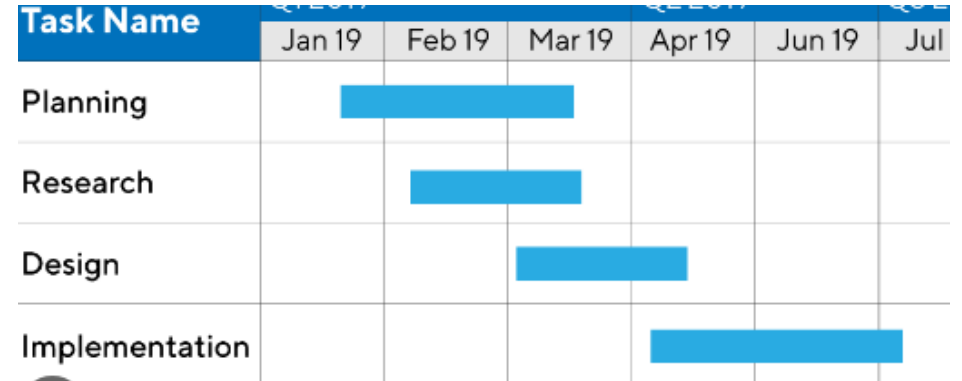 Task Name
Jan 19 Feb 19 Mar 19 Apr 19 Jun 19 Jul
Planning
Research
Design
Implementation